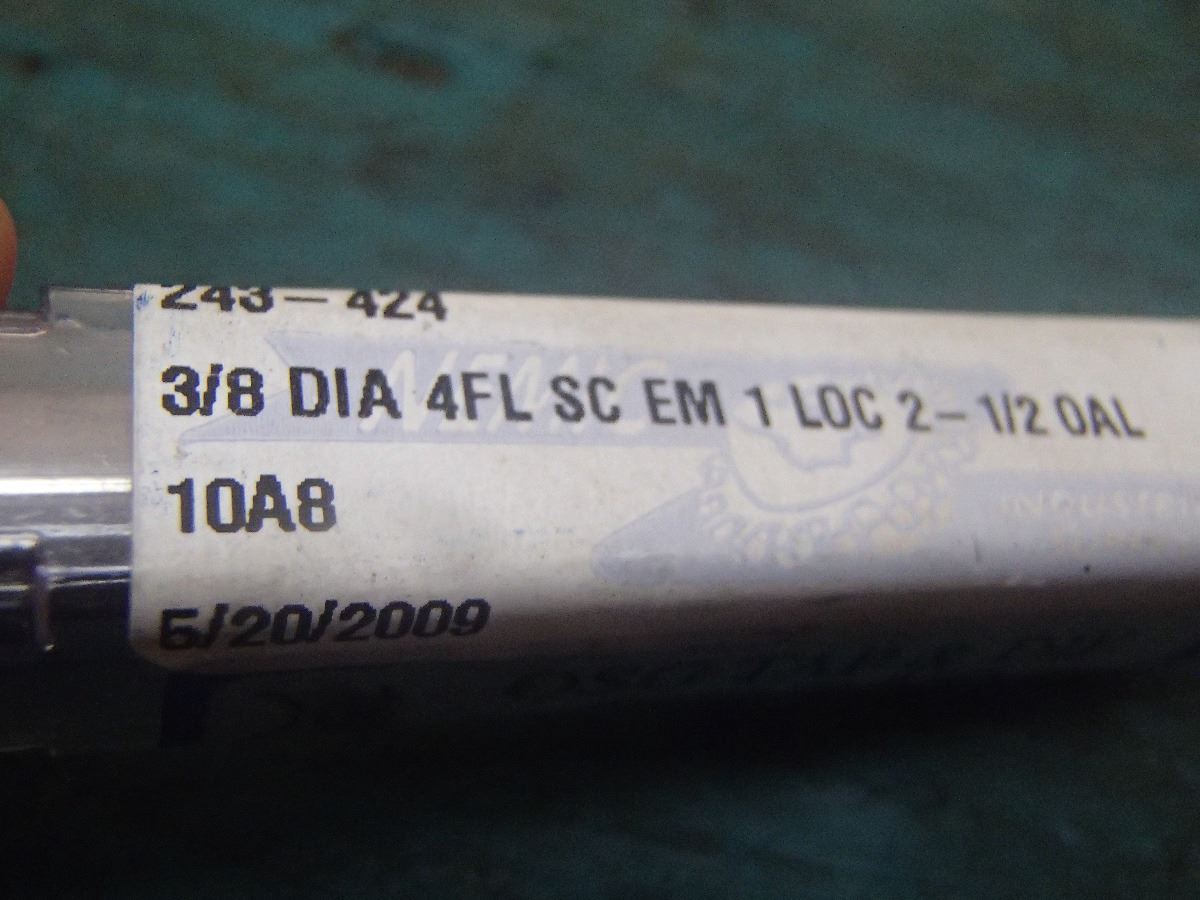 243-424
3/8 DIA 4FL SC EM 1 LOC 2-1/2 OAL
10A8
5/20/2009